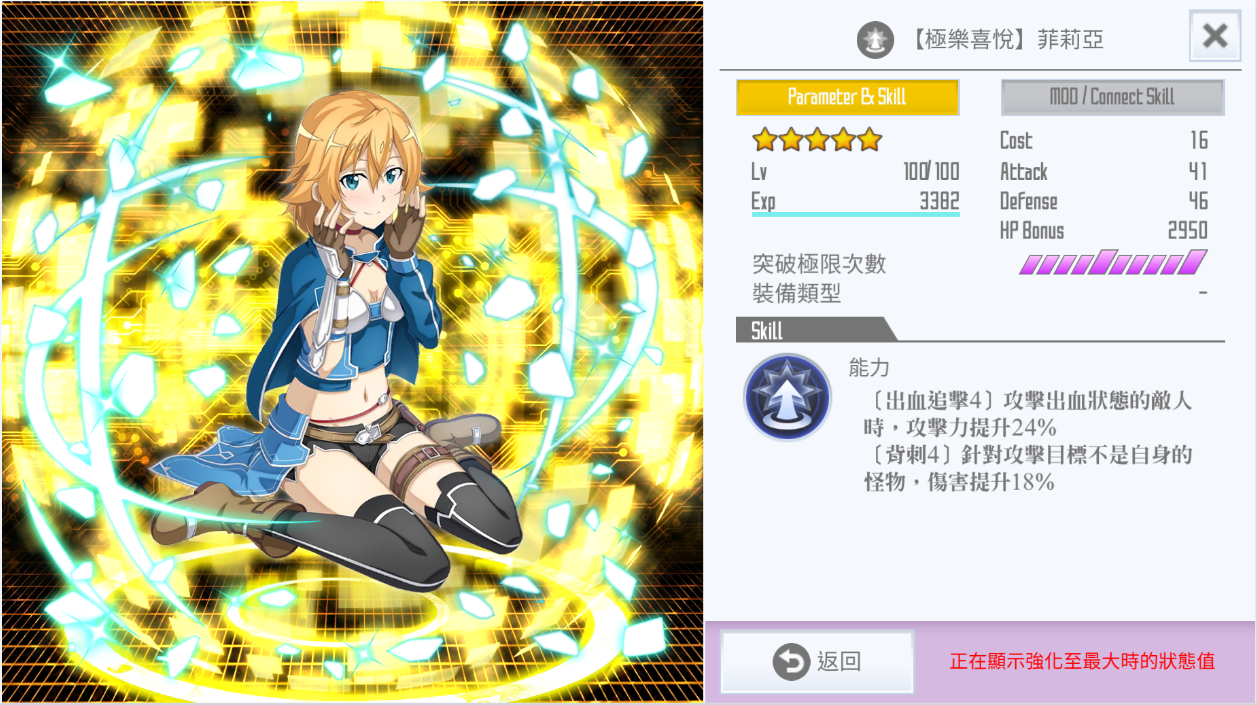 【極樂喜悅】菲莉亞
Parameter & Skill
MOD / Connect Skill
Lv 100/100
Exp 3382
Cost 16
Attack 41
Defense 46
HP Bonus 2950
突破極限次數
裝備類型 -
Skill
能力
〔出血追擊4〕攻擊出血狀態的敵人
時，攻擊力提升24%
〔背刺4〕針對攻擊目標不是自身的
怪物，傷害提升18%
返回
正在顯示強化至最大時的狀態值